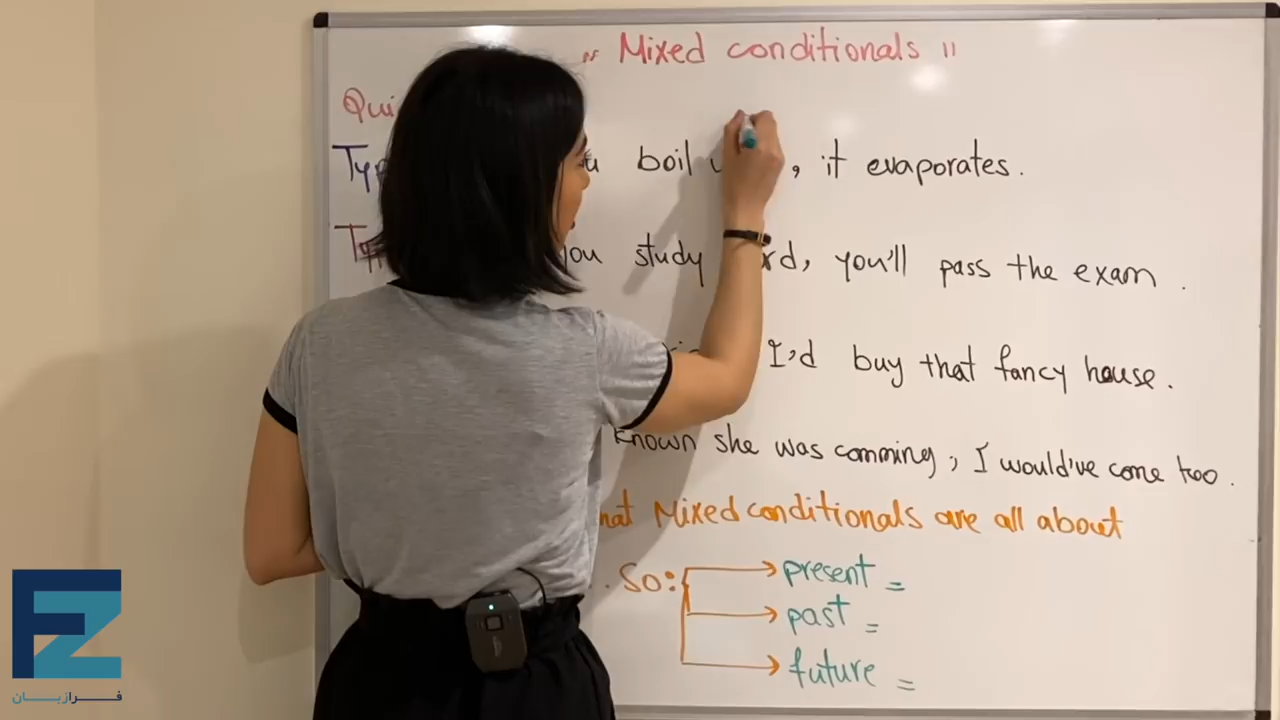 " Mixed conditionals "
Qui
Typ u boil w , it evaporates.
Typ you study rd, you'll pass the exam .
I'd buy that fancy house.
known she was comming, I would've come too .
hat Mixed conditionals are all about
.. So: present =
past =
future =
EZ
فرازبان